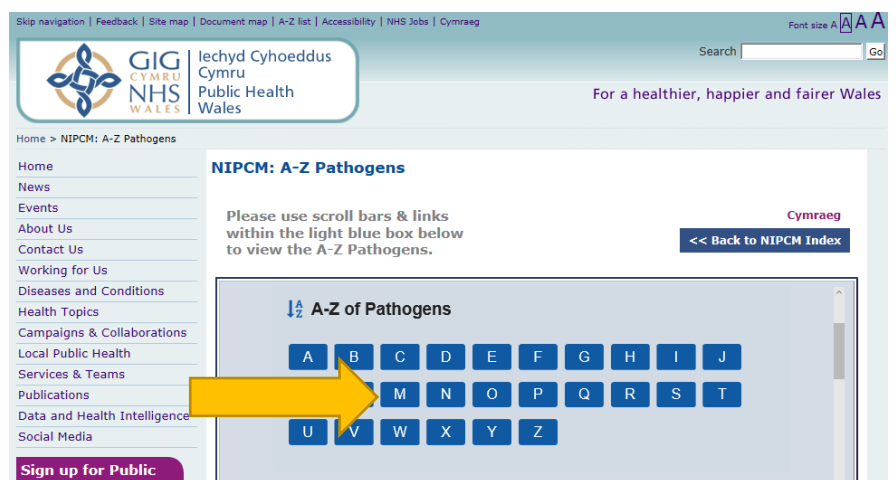 Skip navigation | Feedback | Site map | Document map | A-Z list | Accessibility | NHS Jobs | Cymraeg
Font size A A A A
GIG
CYMRU
NHS
WALES
Iechyd Cyhoeddus
Cymru
Public Health
Wales
Search
Go
For a healthier, happier and fairer Wales
Home > NIPCM: A-Z Pathogens
Home
News
Events
About Us
Contact Us
Working for Us
Diseases and Conditions
Health Topics
Campaigns & Collaborations
Local Public Health
Services & Teams
Publications
Data and Health Intelligence
Social Media
Sign up for Public
NIPCM: A-Z Pathogens
Please use scroll bars & links
within the light blue box below
to view the A-Z Pathogens.
Cymraeg
<< Back to NIPCM Index
A-Z of Pathogens
A B C D E F G H I J
M N O P Q R S T
U V W X Y Z